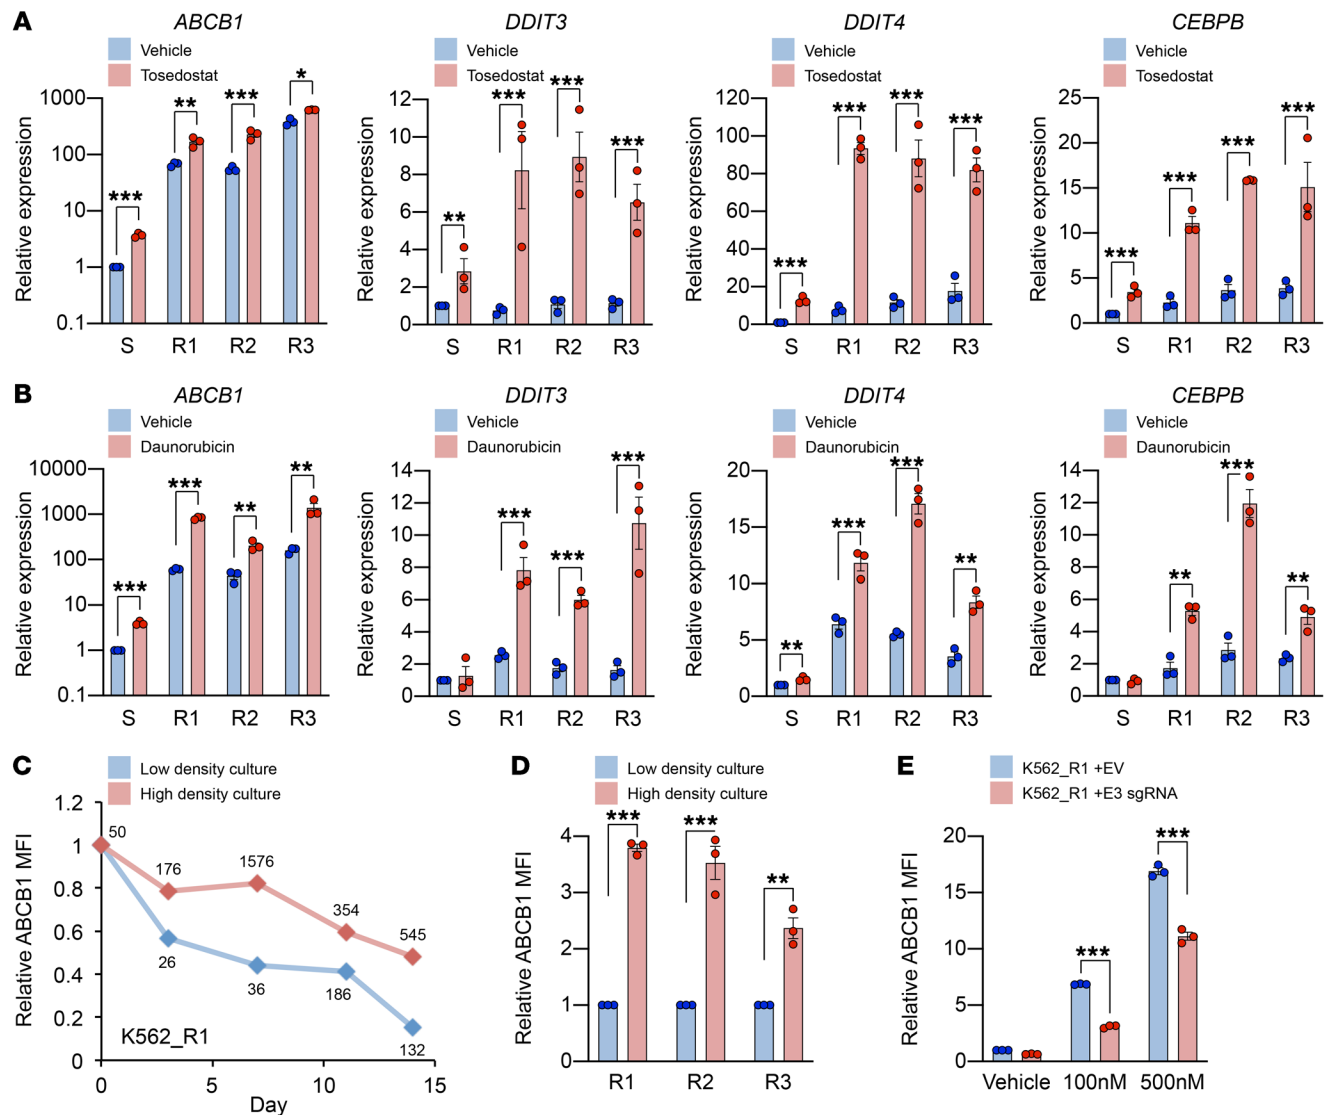 A
ABCB1
Vehicle
Tosedostat
Relative expression
1000
100
10
1
0.1
***
**
***
*
S R1 R2 R3
DDIT3
Vehicle
Tosedostat
Relative expression
12
10
8
6
4
2
0
**
***
***
***
S R1 R2 R3
DDIT4
Vehicle
Tosedostat
Relative expression
120
100
80
60
40
20
0
***
***
***
***
S R1 R2 R3
CEBPB
Vehicle
Tosedostat
Relative expression
25
20
15
10
5
0
***
***
***
***
S R1 R2 R3
B
ABCB1
Vehicle
Daunorubicin
Relative expression
10000
1000
100
10
1
0.1
***
***
**
**
S R1 R2 R3
DDIT3
Vehicle
Daunorubicin
Relative expression
14
12
10
8
6
4
2
0
***
***
***
S R1 R2 R3
DDIT4
Vehicle
Daunorubicin
Relative expression
20
15
10
5
0
**
***
***
**
S R1 R2 R3
CEBPB
Vehicle
Daunorubicin
Relative expression
14
12
10
8
6
4
2
0
**
***
**
S R1 R2 R3
C
Low density culture
High density culture
Relative ABCB1 MFI
1.2
1
0.8
0.6
0.4
0.2
0
50
176
1576
354
545
26
36
186
132
K562_R1
0 5 10 15
Day
D
Low density culture
High density culture
Relative ABCB1 MFI
4
3
2
1
0
***
***
**
R1 R2 R3
E
K562_R1 +EV
K562_R1 +E3 sgRNA
Relative ABCB1 MFI
20
15
10
5
0
***
***
Vehicle 100nM 500nM